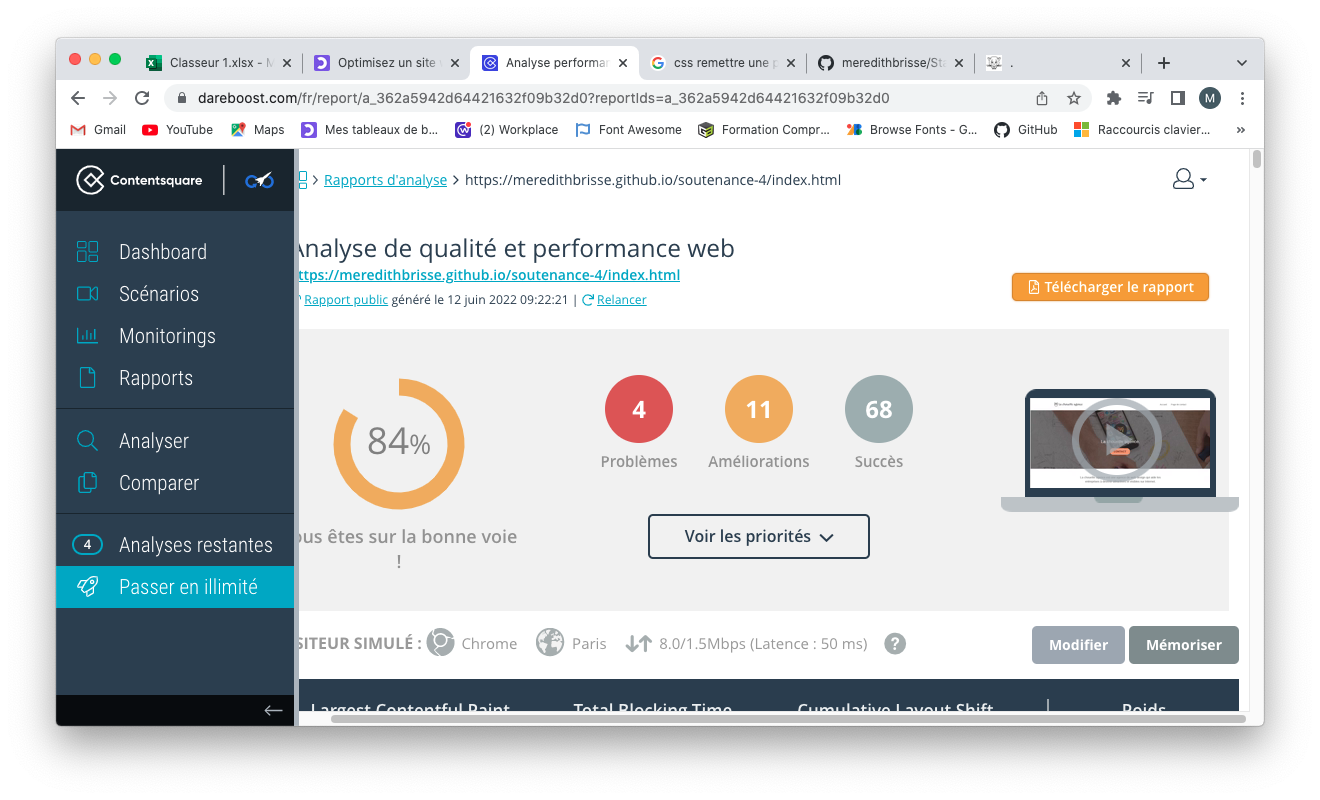 Classeur 1.xlsx - M
Optimisez un site
Analyse performan
css remettre une p
meredithbrisse/Sta
.
dareboost.com/fr/report/a_362a5942d64421632f09b32d0?reportIds=a_362a5942d64421632f09b32d0
M
Gmail
YouTube
Maps
Mes tableaux de b...
(2) Workplace
Font Awesome
Formation Compr...
Browse Fonts - G...
GitHub
Raccourcis clavier...
»
Contentsquare
Dashboard
Scénarios
Monitorings
Rapports
Analyser
Comparer
4 Analyses restantes
Passer en illimité
Rapports d'analyse > https://meredithbrisse.github.io/soutenance-4/index.html
Analyse de qualité et performance web
ttps://meredithbrisse.github.io/soutenance-4/index.html
Rapport public généré le 12 juin 2022 09:22:21 | Relancer
Télécharger le rapport
84%
ous êtes sur la bonne voie
!
4
Problèmes
11
Améliorations
68
Succès
Voir les priorités
SITEUR SIMULÉ : Chrome Paris 8.0/1.5Mbps (Latence : 50 ms) ?
Modifier
Mémoriser
Largest Contentful Paint
Total Blocking Time
Cumulative Layout Shift
Poids